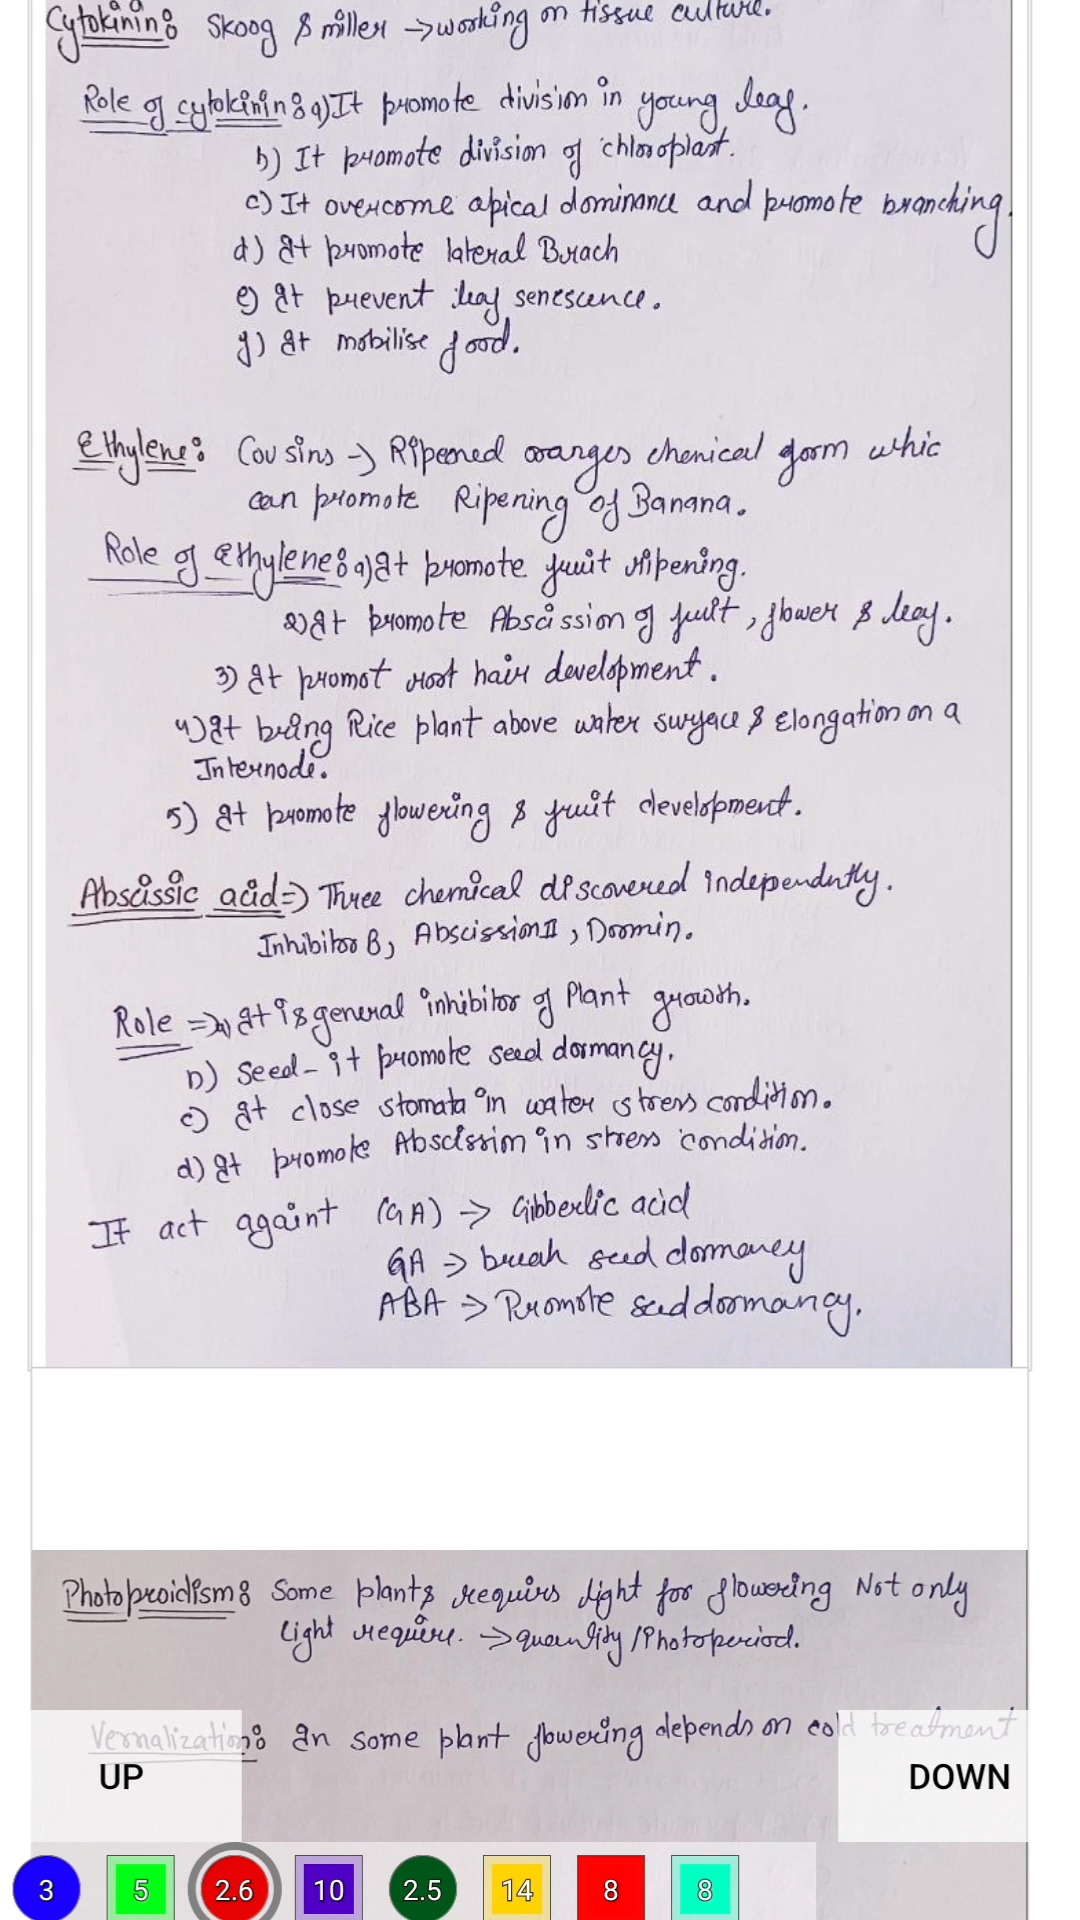 Cytokinin: Skoog & miller → working on tissue culture.
Role of cytokinin: a) It promote division in young leaf.
b) It promote division of chloroplast.
c) It overcome apical dominance and promote branching.
d) It promote lateral Brach
e) It prevent leaf senescence.
f) It mobilise food.
Ethylene: Cousins → Ripened oranges chemical form whic
can promote Ripening of Banana.
Role of Ethylene: a) It promote fruit ripening.
2) It promote Abscission of fruit, flower & leaf.
3) It promot root hair development.
4) It bring Rice plant above water surface & Elongation on a
Internode.
5) It promote flowering & fruit development.
Abscissic acid ⇒ Three chemical discovered independntly.
Inhibitor B, Abscission II, Dormin.
Role ⇒ a) It is general inhibitor of Plant growth.
b) Seed - it promote seed dormancy.
c) It close stomata in water stress condition.
d) It promote Abscission in stress condition.
It act againt (GA) → Gibberlic acid
GA → break seed dormancy
ABA → Promote seed dormancy.
Photoproidism: Some plants requirs light for flowering Not only
light require. → quantity / Photoperiod.
Vernalization: In some plant flowering depends on cold treatment
UP DOWN
3 5 2.6 10 2.5 14 8 8